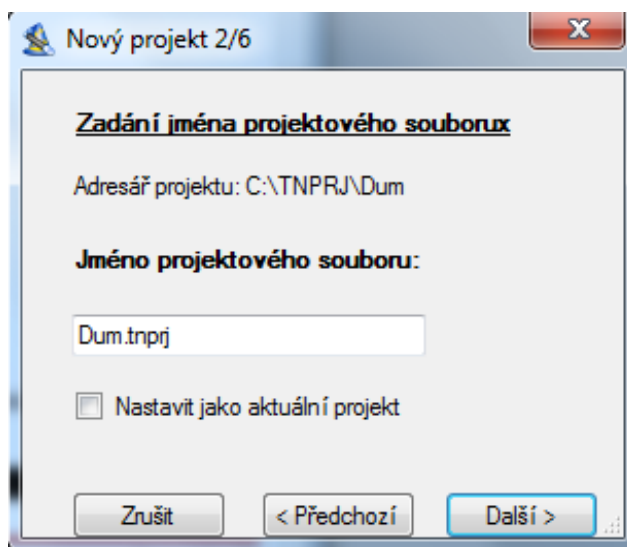 Nový projekt 2/6
Zadání jména projektového souborux
Adresář projektu: C:\TNPRJ\Dum
Jméno projektového souboru:
Dum.tnprj
Nastavit jako aktuální projekt
Zrušit < Předchozí Další >